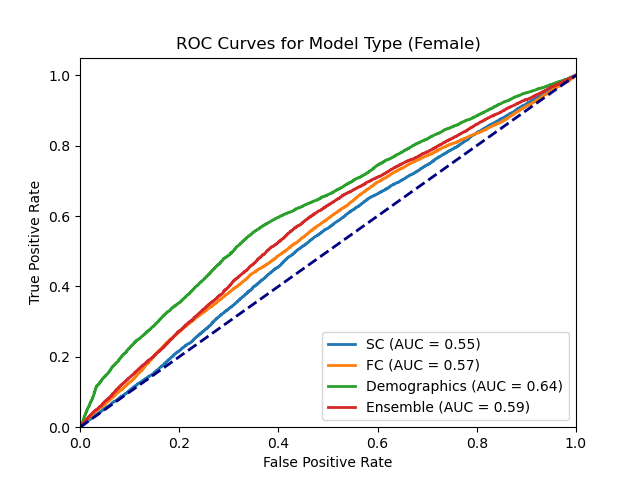 ROC Curves for Model Type (Female)
1.0
0.8
0.6
0.4
0.2
0.0
True Positive Rate
SC (AUC = 0.55)
FC (AUC = 0.57)
Demographics (AUC = 0.64)
Ensemble (AUC = 0.59)
0.0 0.2 0.4 0.6 0.8 1.0
False Positive Rate